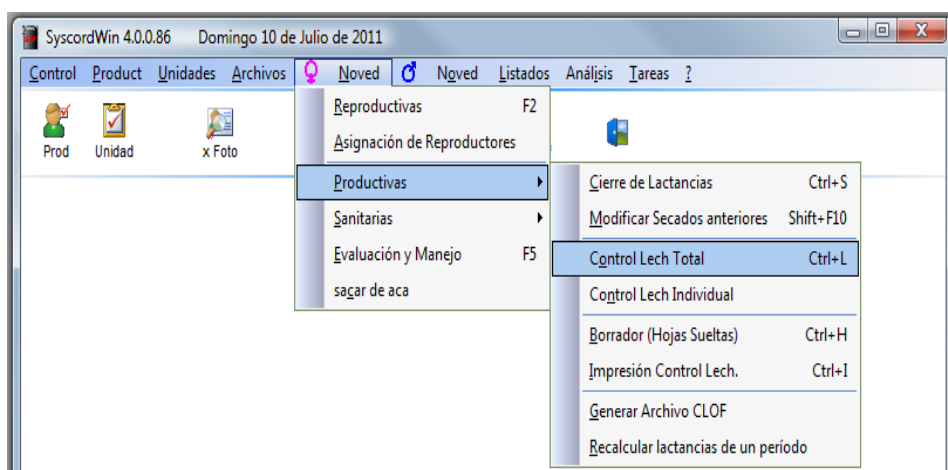 SyscordWin 4.0.0.86 Domingo 10 de Julio de 2011
Control Product Unidades Archivos Noved Noved Listados Análisis Tareas ?
Prod Unidad x Foto
Reproductivas F2
Asignación de Reproductores
Productivas
Sanitarias
Evaluación y Manejo F5
saçar de aca
Cierre de Lactancias Ctrl+S
Modificar Secados anteriores Shift+F10
Control Lech Total Ctrl+L
Control Lech Individual
Borrador (Hojas Sueltas) Ctrl+H
Impresión Control Lech. Ctrl+I
Generar Archivo CLOF
Recalcular lactancias de un período